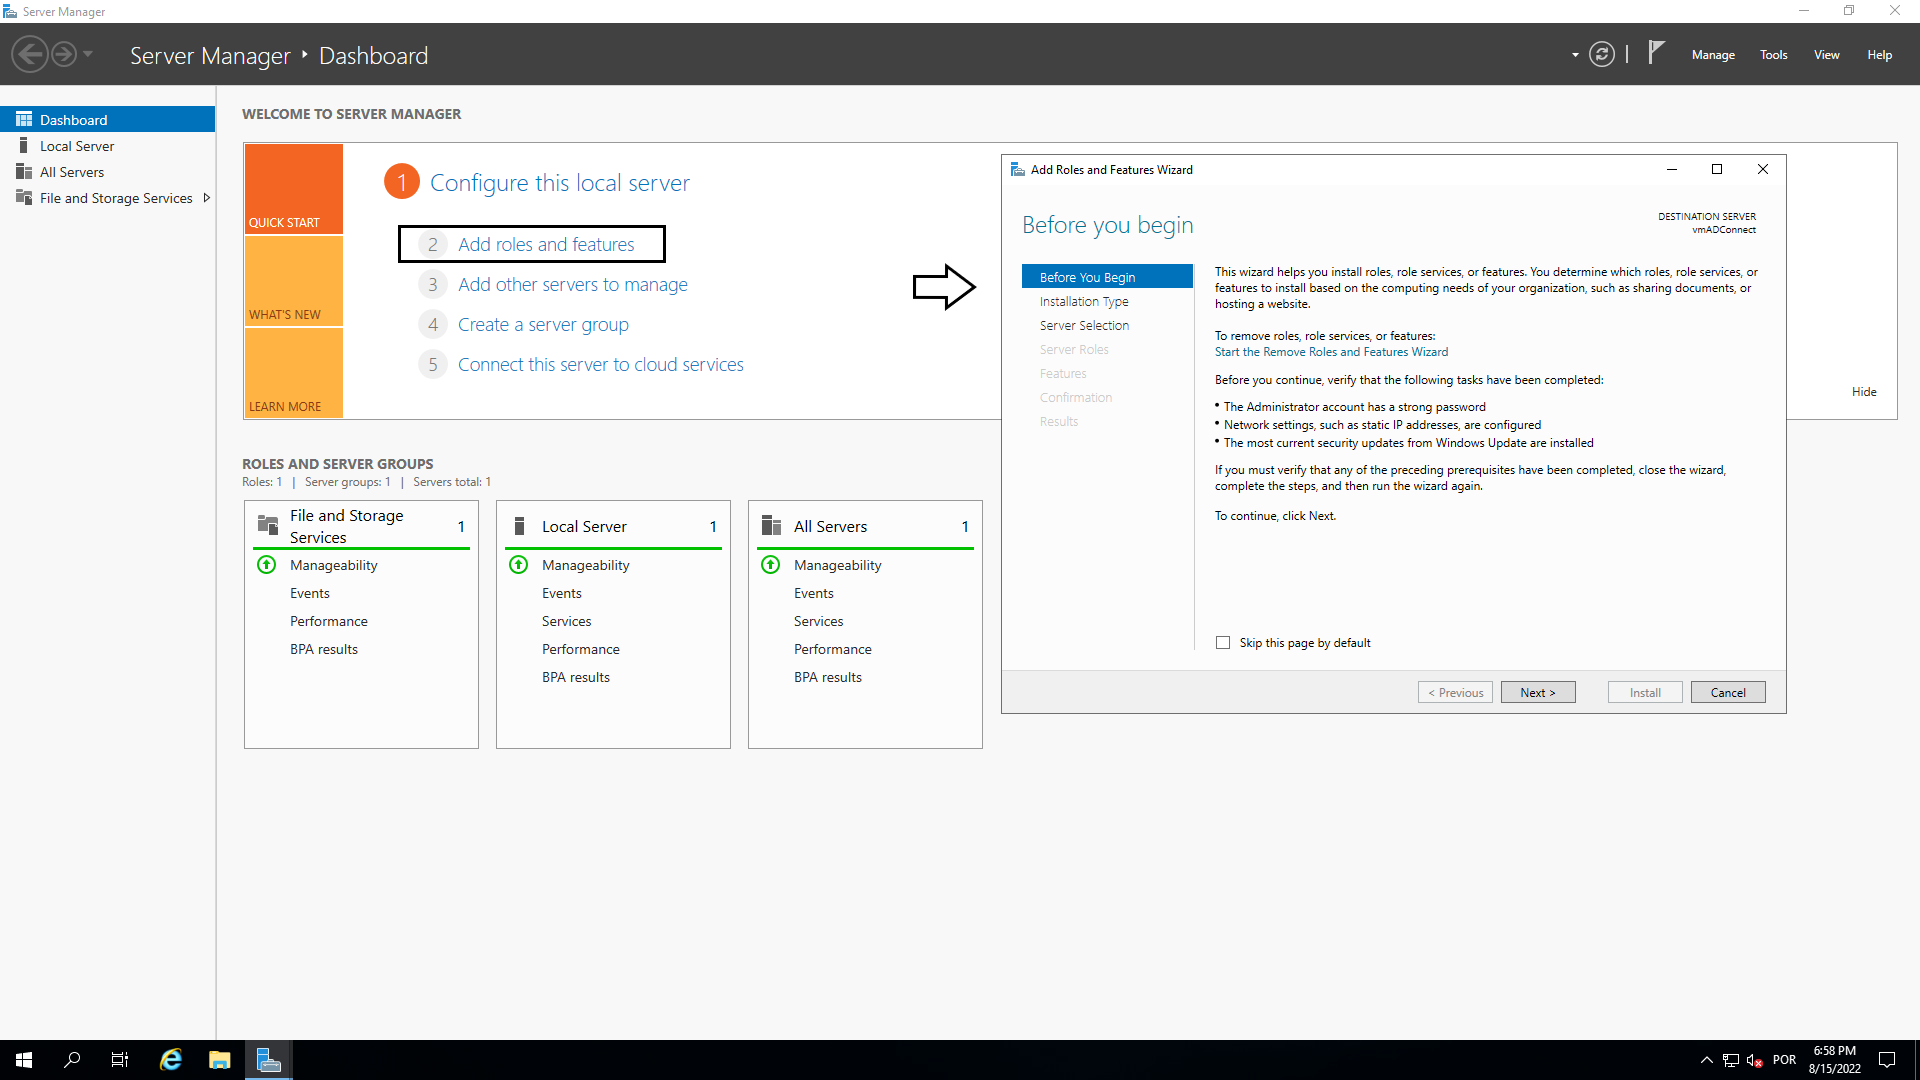 Server Manager
Server Manager ‣ Dashboard
Manage
Tools
View
Help
Dashboard
Local Server
All Servers
File and Storage Services
WELCOME TO SERVER MANAGER
QUICK START
WHAT'S NEW
LEARN MORE
1 Configure this local server
2 Add roles and features
3 Add other servers to manage
4 Create a server group
5 Connect this server to cloud services
Hide
ROLES AND SERVER GROUPS
Roles: 1 | Server groups: 1 | Servers total: 1
File and Storage
Services
1
Manageability
Events
Performance
BPA results
Local Server 1
Manageability
Events
Services
Performance
BPA results
All Servers 1
Manageability
Events
Services
Performance
BPA results
Add Roles and Features Wizard
Before you begin
DESTINATION SERVER
vmADConnect
Before You Begin
Installation Type
Server Selection
Server Roles
Features
Confirmation
Results
This wizard helps you install roles, role services, or features. You determine which roles, role services, or
features to install based on the computing needs of your organization, such as sharing documents, or
hosting a website.
To remove roles, role services, or features:
Start the Remove Roles and Features Wizard
Before you continue, verify that the following tasks have been completed:
• The Administrator account has a strong password
• Network settings, such as static IP addresses, are configured
• The most current security updates from Windows Update are installed
If you must verify that any of the preceding prerequisites have been completed, close the wizard,
complete the steps, and then run the wizard again.
To continue, click Next.
Skip this page by default
< Previous
Next >
Install
Cancel
POR
6:58 PM
8/15/2022